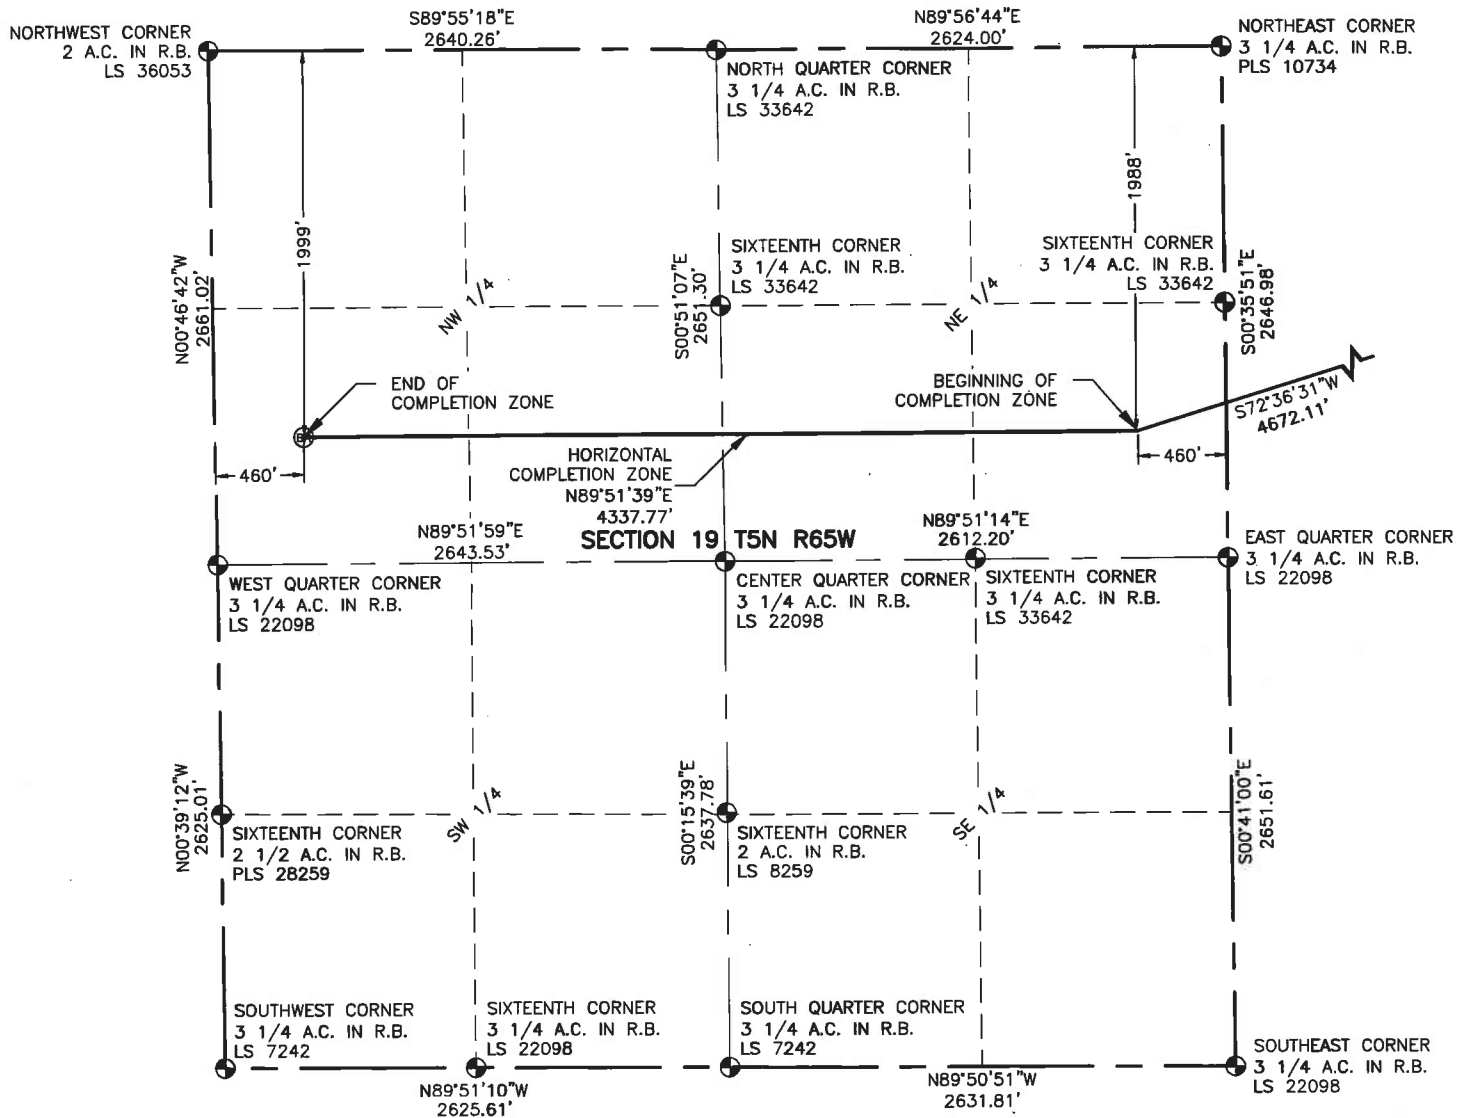 NORTHWEST CORNER
2 A.C. IN R.B.
LS 36053
S89°55'18"E
2640.26'
N89°56'44"E
2624.00'
NORTHEAST CORNER
3 1/4 A.C. IN R.B.
PLS 10734
NORTH QUARTER CORNER
3 1/4 A.C. IN R.B.
LS 33642
1999'
1988'
N00°46'42"W
2661.02'
NW 1/4
S00°51'07"E
2651.30'
SIXTEENTH CORNER
3 1/4 A.C. IN R.B.
LS 33642
NE 1/4
SIXTEENTH CORNER
3 1/4 A.C. IN R.B.
LS 33642
S00°35'51"E
2646.98'
END OF
COMPLETION ZONE
BEGINNING OF
COMPLETION ZONE
S72°36'31"W
4672.11'
460'
HORIZONTAL
COMPLETION ZONE
N89°51'39"E
4337.77'
460'
N89°51'59"E
2643.53'
SECTION 19 T5N R65W
N89°51'14"E
2612.20'
EAST QUARTER CORNER
3 1/4 A.C. IN R.B.
LS 22098
WEST QUARTER CORNER
3 1/4 A.C. IN R.B.
LS 22098
CENTER QUARTER CORNER
3 1/4 A.C. IN R.B.
LS 22098
SIXTEENTH CORNER
3 1/4 A.C. IN R.B.
LS 33642
N00°39'12"W
2625.01'
SIXTEENTH CORNER
2 1/2 A.C. IN R.B.
PLS 28259
SW 1/4
S00°15'39"E
2637.78'
SIXTEENTH CORNER
2 A.C. IN R.B.
LS 8259
SE 1/4
S00°41'00"E
2651.61'
SOUTHWEST CORNER
3 1/4 A.C. IN R.B.
LS 7242
SIXTEENTH CORNER
3 1/4 A.C. IN R.B.
LS 22098
SOUTH QUARTER CORNER
3 1/4 A.C. IN R.B.
LS 7242
SOUTHEAST CORNER
3 1/4 A.C. IN R.B.
LS 22098
N89°51'10"W
2625.61'
N89°50'51"W
2631.81'